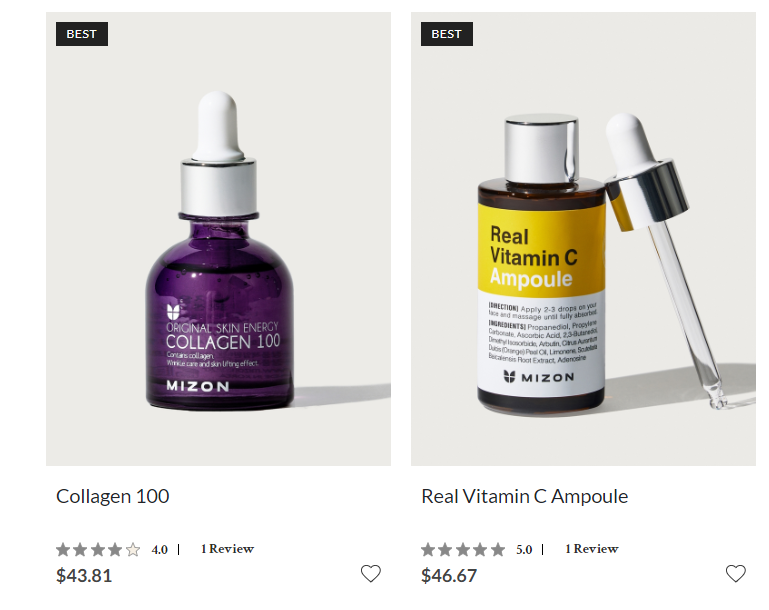 BEST
ORIGINAL SKIN ENERGY
COLLAGEN 100
Contains collagen.
Wrinkle care and skin lifting effect.
MIZON
Collagen 100
4.0 | 1 Review
$43.81
BEST
Real
Vitamin C
Ampoule
[DIRECTION] Apply 2-3 drops on your
face and massage until fully absorbed.
[INGREDIENTS] Propanediol, Propylene
Carbonate, Ascorbic Acid, 2,3-Butanediol,
Dimethyl Isosorbide, Arbutin, Citrus Aurantium
Dulcis (Orange) Peel Oil, Limonene, Scutellaria
Baicalensis Root Extract, Adenosine
MIZON
Real Vitamin C Ampoule
5.0 | 1 Review
$46.67